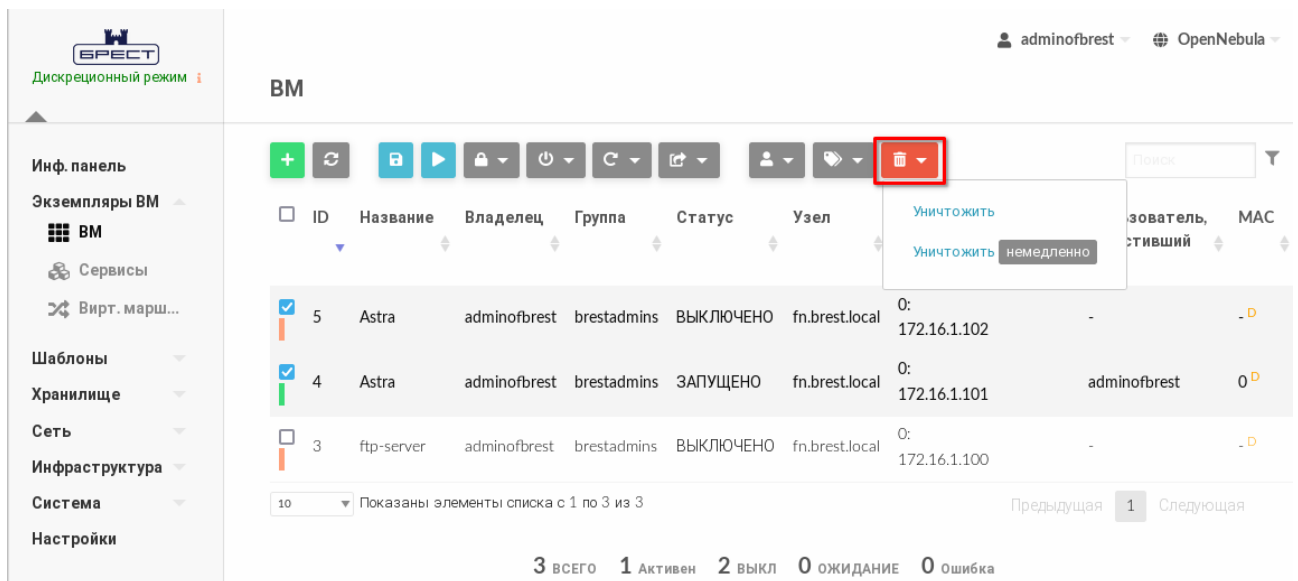 БРЕСТ
Дискреционный режим i
adminofbrest
OpenNebula
ВМ
Инф. панель
Экземпляры ВМ
ВМ
Сервисы
Вирт. марш...
Шаблоны
Хранилище
Сеть
Инфраструктура
Система
Настройки
Поиск
Уничтожить
Уничтожить немедленно
ID Название Владелец Группа Статус Узел зователь, стивший MAC
5 Astra adminofbrest brestadmins ВЫКЛЮЧЕНО fn.brest.local 0: 172.16.1.102 - - D
4 Astra adminofbrest brestadmins ЗАПУЩЕНО fn.brest.local 0: 172.16.1.101 adminofbrest 0 D
3 ftp-server adminofbrest brestadmins ВЫКЛЮЧЕНО fn.brest.local 0: 172.16.1.100 - - D
10 Показаны элементы списка с 1 по 3 из 3
Предыдущая 1 Следующая
3 ВСЕГО 1 Активен 2 ВЫКЛ 0 ОЖИДАНИЕ 0 Ошибка